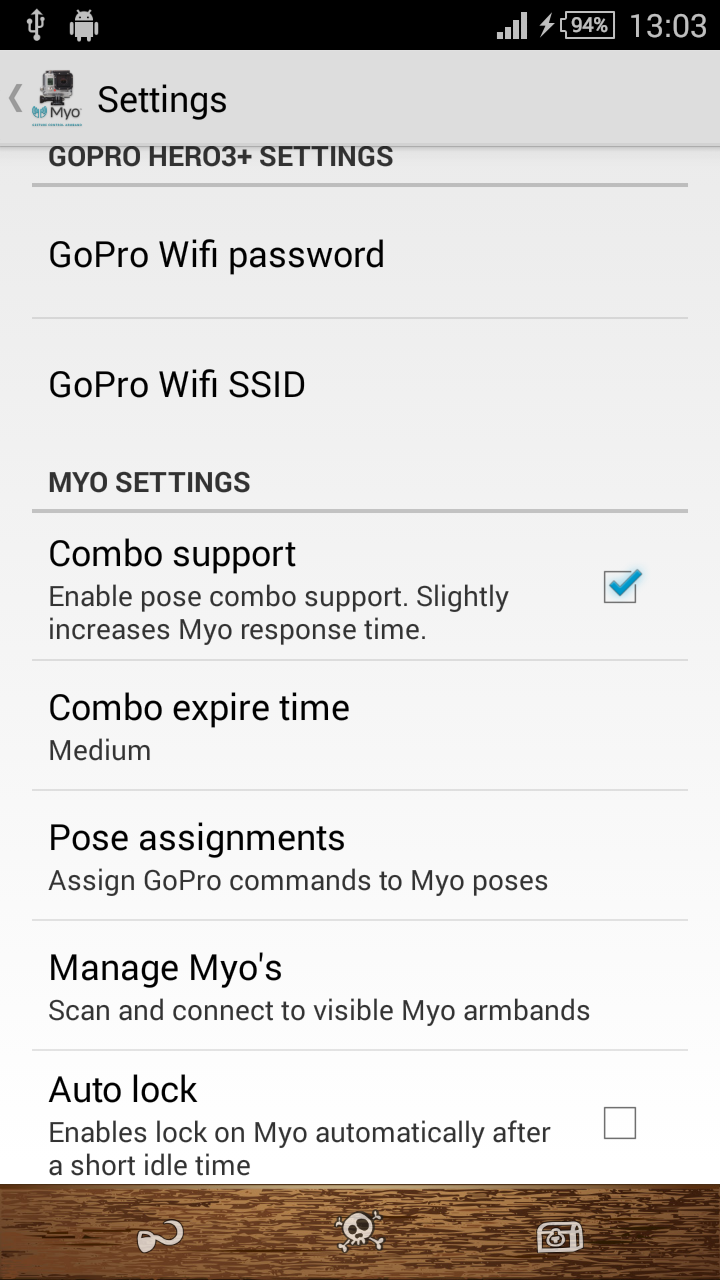 94% 13:03
Myo Settings
GOPRO HERO3+ SETTINGS
GoPro Wifi password
GoPro Wifi SSID
MYO SETTINGS
Combo support
Enable pose combo support. Slightly
increases Myo response time.
Combo expire time
Medium
Pose assignments
Assign GoPro commands to Myo poses
Manage Myo's
Scan and connect to visible Myo armbands
Auto lock
Enables lock on Myo automatically after
a short idle time